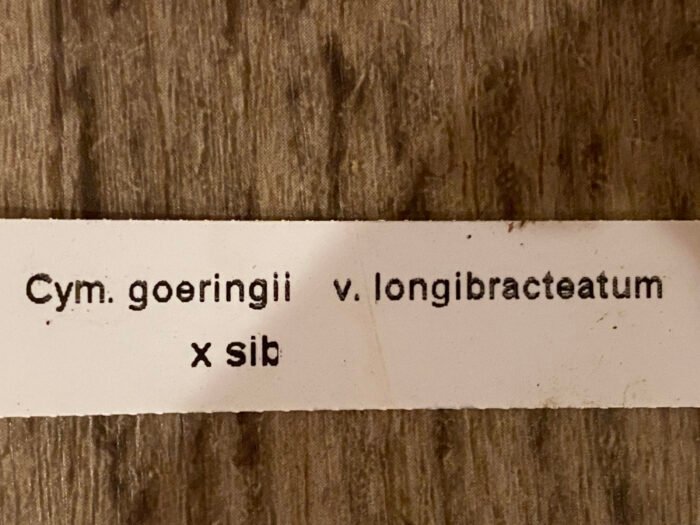 Cym. goeringii v. longibracteatum
x sib